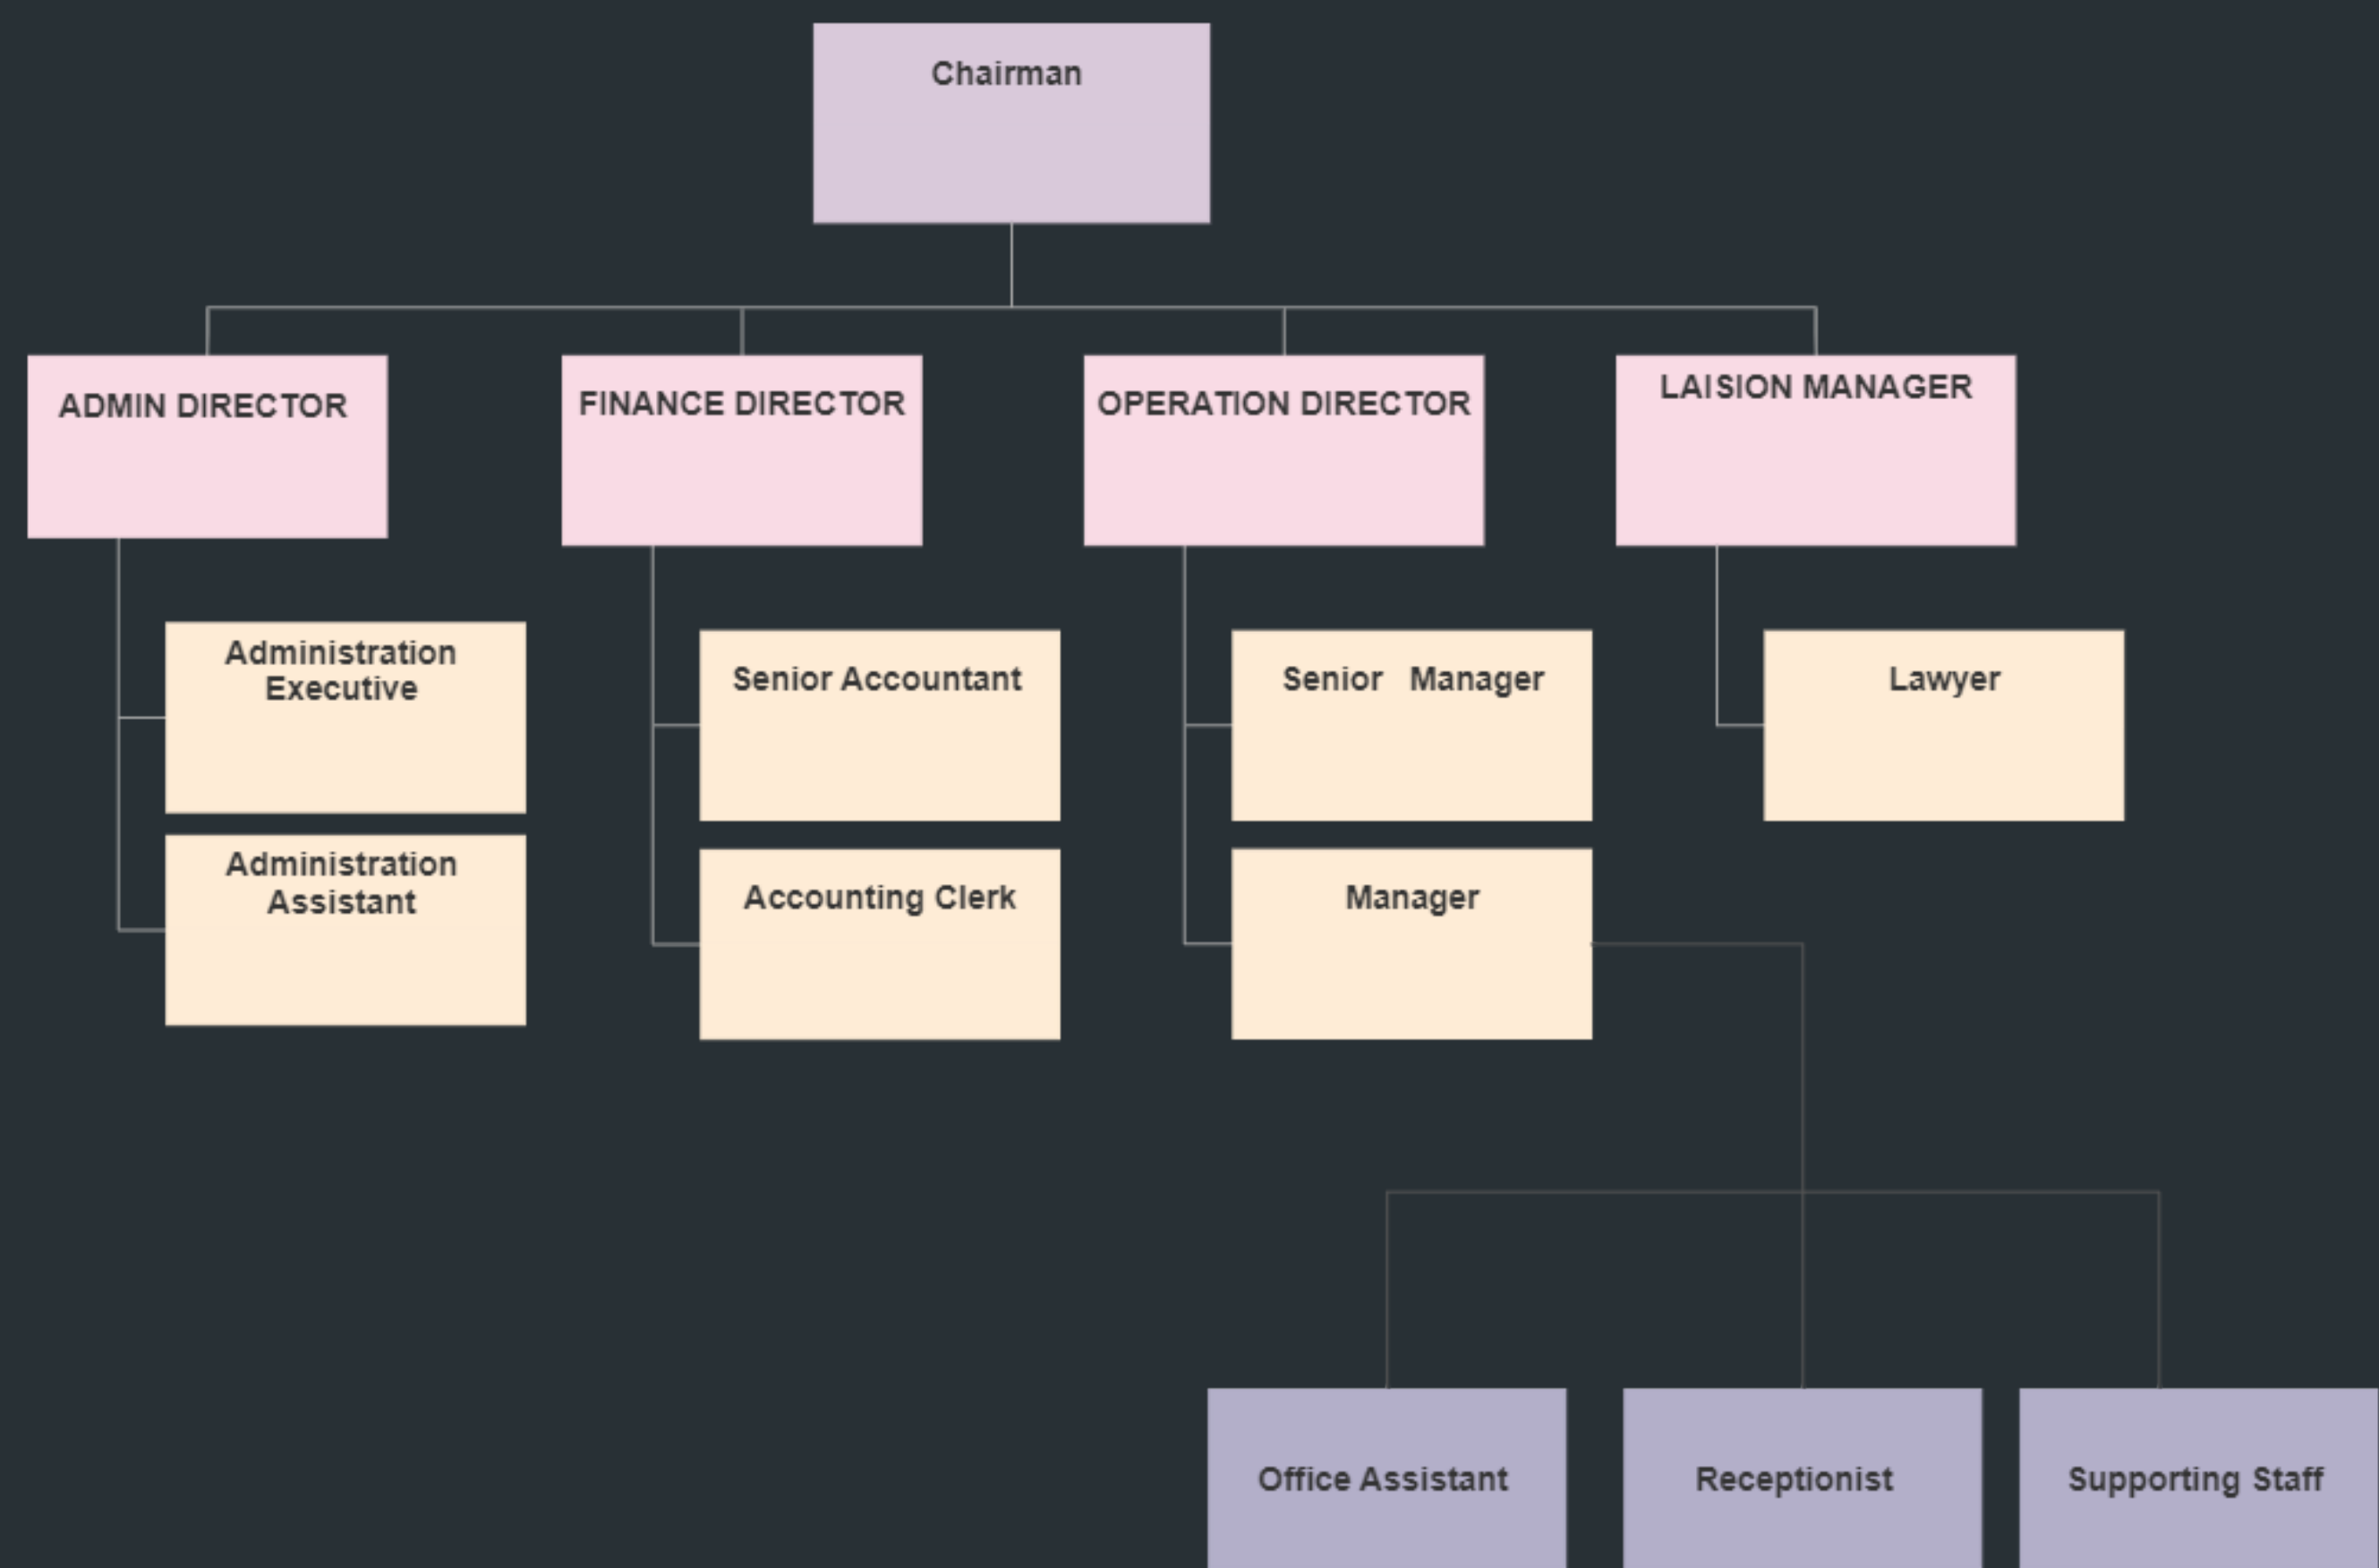 Chairman
ADMIN DIRECTOR
FINANCE DIRECTOR
OPERATION DIRECTOR
LAISION MANAGER
Administration
Executive
Senior Accountant
Senior   Manager
Lawyer
Administration
Assistant
Accounting Clerk
Manager
Office Assistant
Receptionist
Supporting Staff